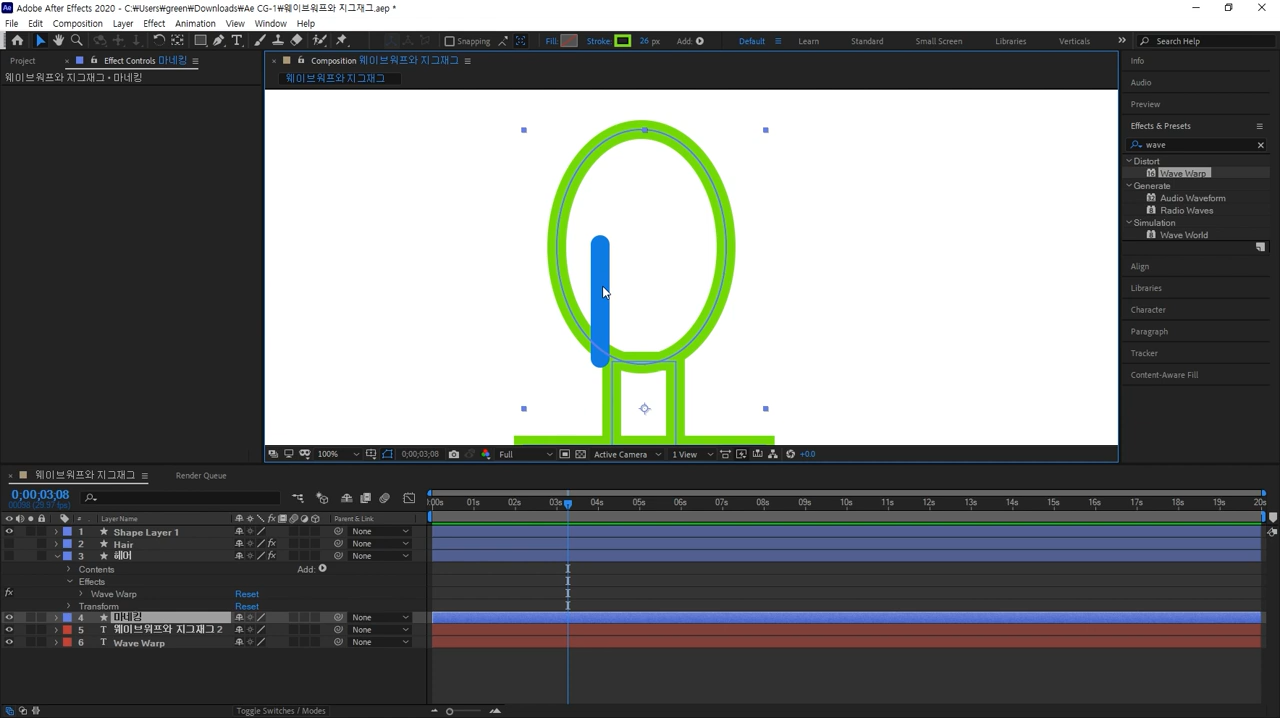 Adobe After Effects 2020 - C:₩Users₩green₩Downloads₩Ae CG-1₩웨이브워프와 지그재그.aep *
File Edit Composition Layer Effect Animation View Window Help
Snapping Fill: Stroke: 26 px Add: Default Learn Standard Small Screen Libraries Verticals Search Help
Project Effect Controls 마네킹
웨이브워프와 지그재그 • 마네킹
Composition 웨이브워프와 지그재그
웨이브워프와 지그재그
Info
Audio
Preview
Effects & Presets
wave
Distort
Wave Warp
Generate
Audio Waveform
Radio Waves
Simulation
Wave World
Align
Libraries
Character
Paragraph
Tracker
Content-Aware Fill
100% 0;00;03;08 Full Active Camera 1 View +0.0
웨이브워프와 지그재그 Render Queue
0;00;03;08
00098 (29.97 fps)
# Layer Name Parent & Link
:00s 01s 02s 03s 04s 05s 06s 07s 08s 09s 10s 11s 12s 13s 14s 15s 16s 17s 18s 19s 20s
1 Shape Layer 1 None
2 Hair None
3 헤어 None
Contents Add:
Effects
fx Wave Warp Reset
Transform Reset
4 마네킹 None
5 T 웨이브워프와 지그재그 2 None
6 T Wave Warp None
Toggle Switches / Modes